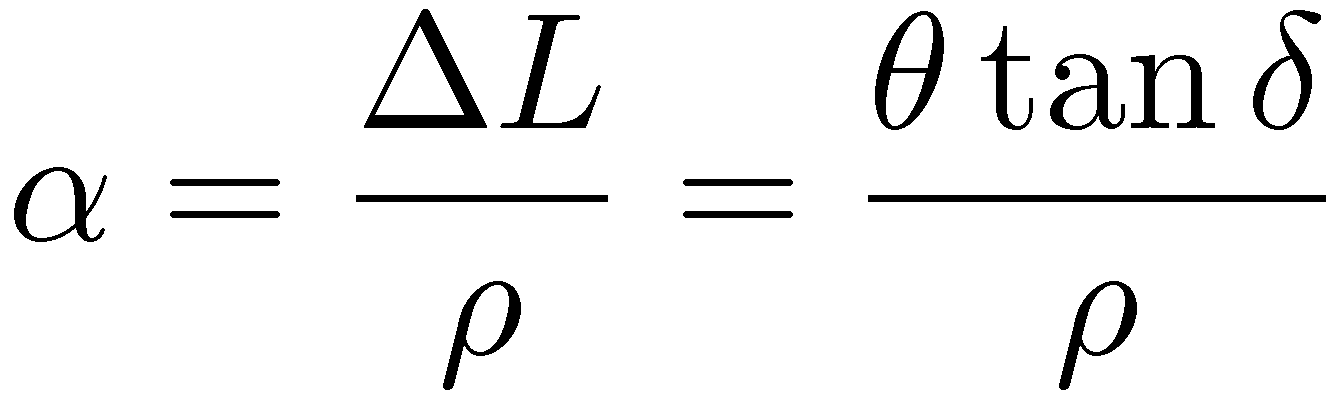 α = ΔL/ρ = θ tan δ/ρ